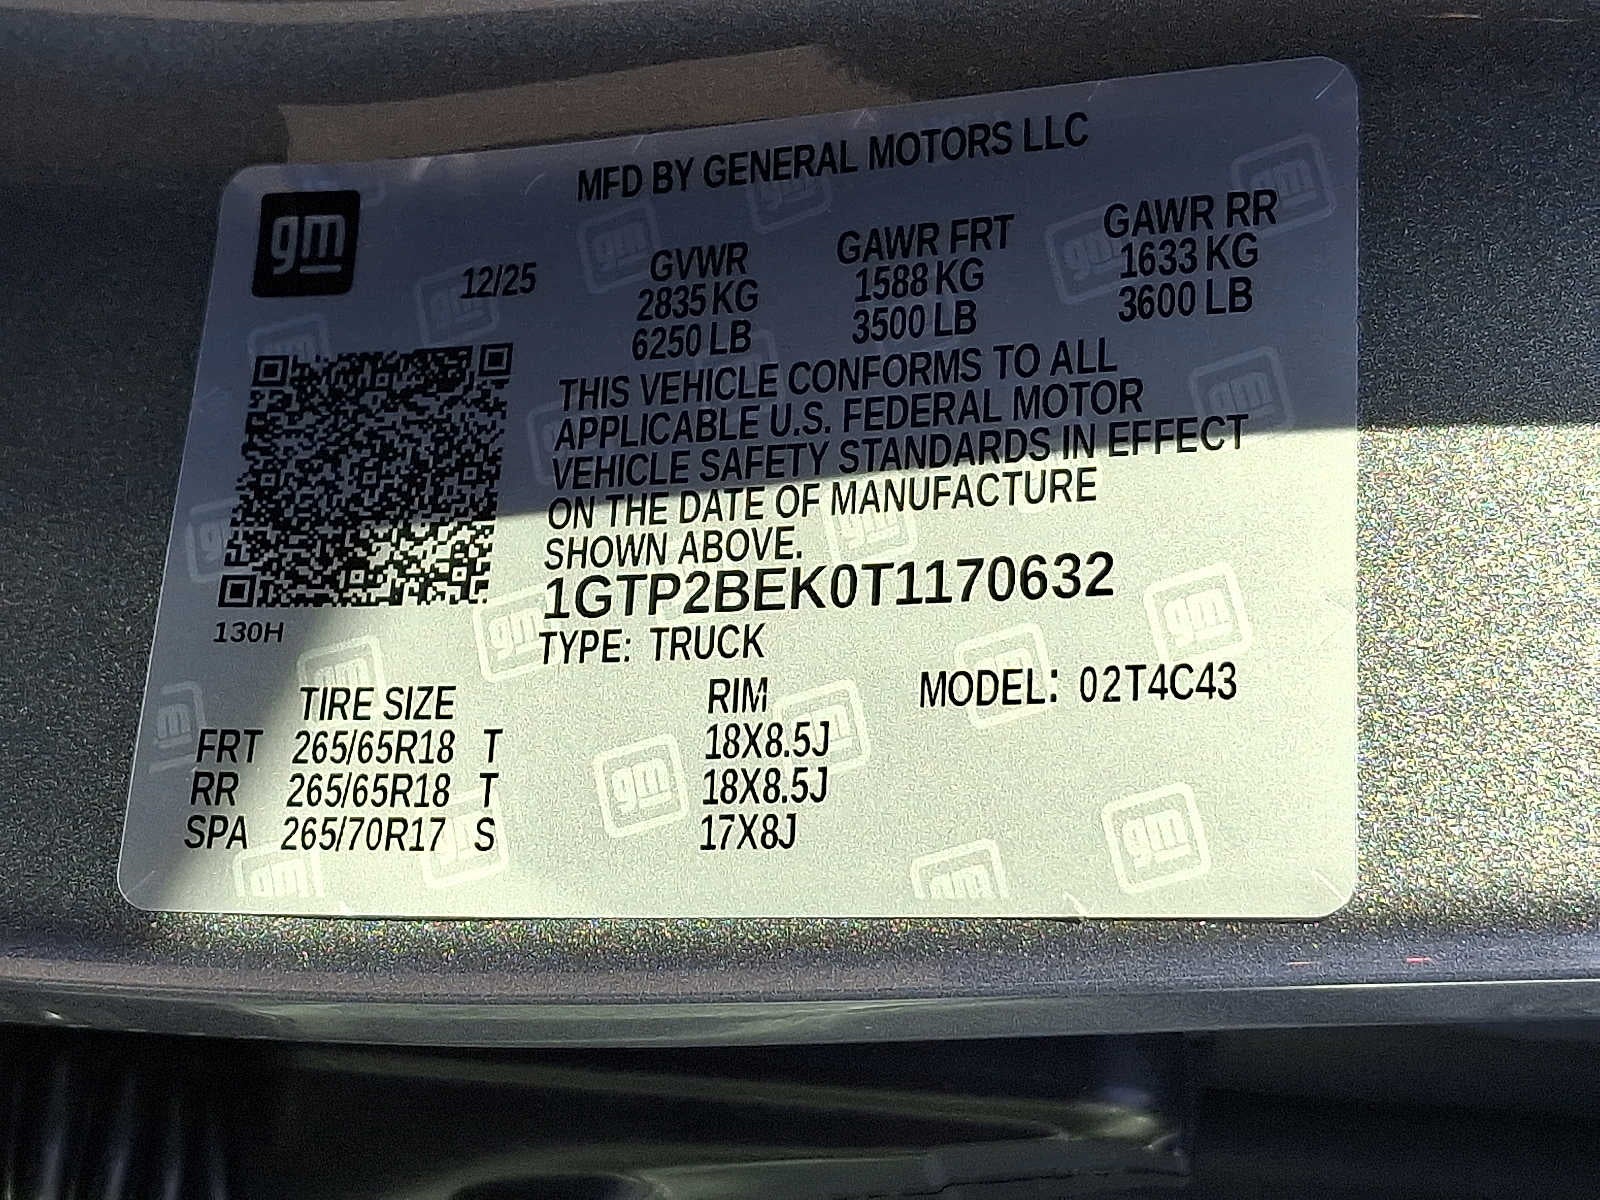 MFD BY GENERAL MOTORS LLC
gm
12/25
GVWR GAWR FRT GAWR RR
2835 KG 1588 KG 1633 KG
6250 LB 3500 LB 3600 LB
THIS VEHICLE CONFORMS TO ALL
APPLICABLE U.S. FEDERAL MOTOR
VEHICLE SAFETY STANDARDS IN EFFECT
ON THE DATE OF MANUFACTURE
SHOWN ABOVE.
1GTP2BEK0T1170632
130H
TYPE: TRUCK
MODEL: 02T4C43
TIRE SIZE RIM
FRT 265/65R18 T 18X8.5J
RR 265/65R18 T 18X8.5J
SPA 265/70R17 S 17X8J